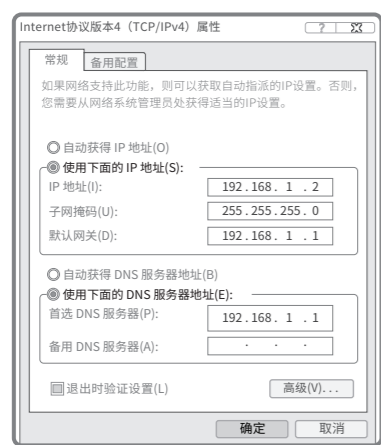 Internet协议版本4（TCP/IPv4）属性
?
常规 备用配置
如果网络支持此功能，则可以获取自动指派的IP设置。否则，
您需要从网络系统管理员处获得适当的IP设置。
自动获得 IP 地址(O)
使用下面的 IP 地址(S):
IP 地址(I): 192.168. 1 .2
子网掩码(U): 255.255.255.0
默认网关(D): 192.168. 1 .1
自动获得 DNS 服务器地址(B)
使用下面的 DNS 服务器地址(E):
首选 DNS 服务器(P): 192.168. 1 .1
备用 DNS 服务器(A): . . .
退出时验证设置(L) 高级(V)...
确定 取消